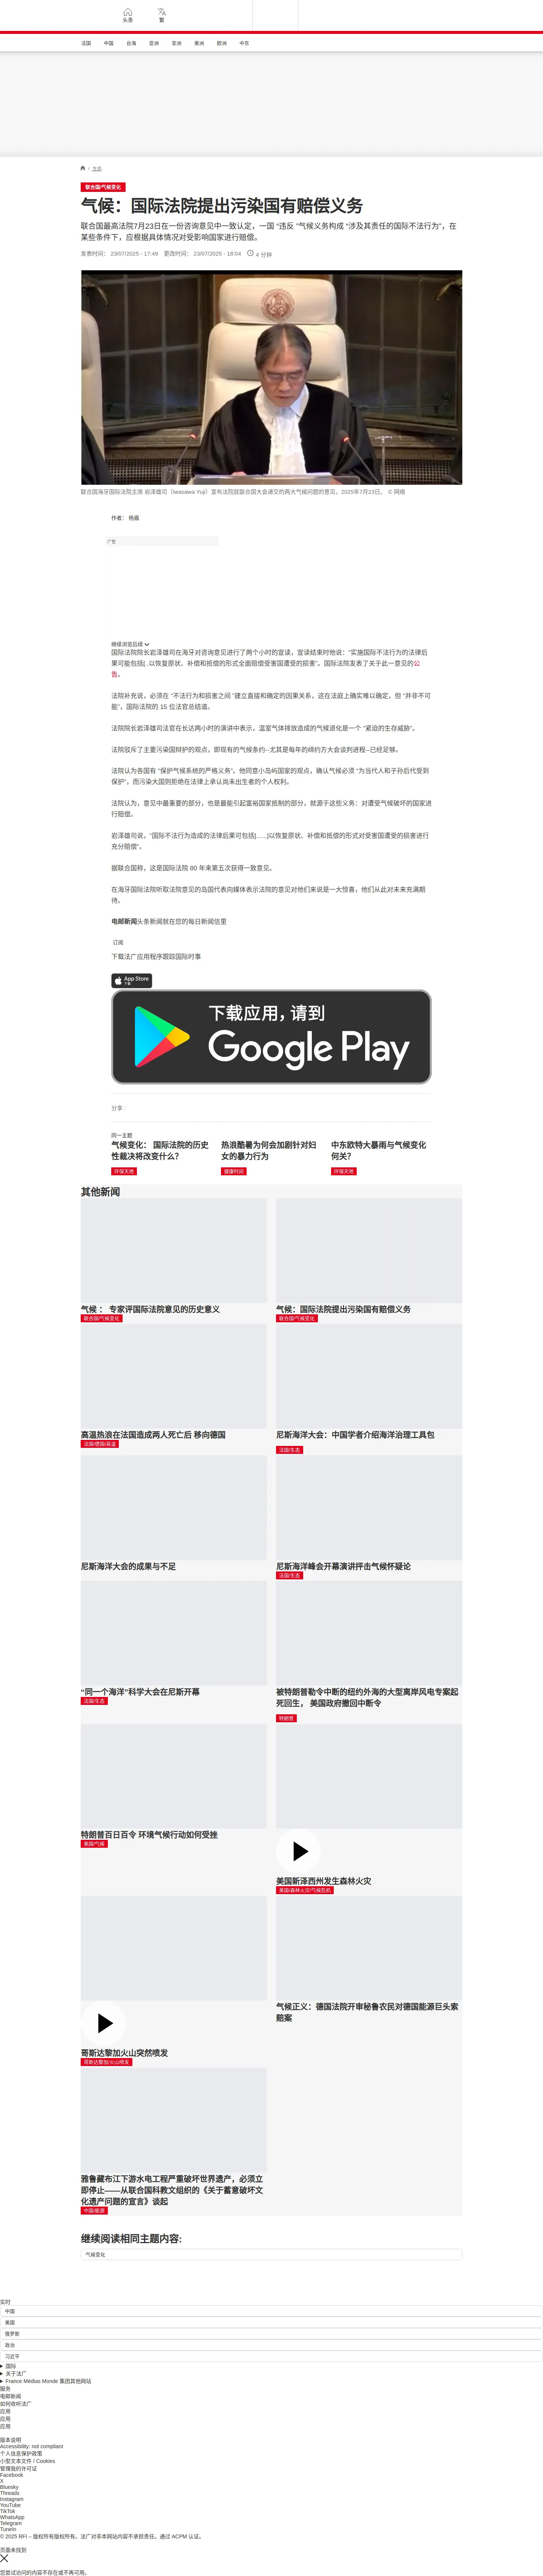 头条
繁
法国
中国
台海
亚洲
非洲
美洲
欧洲
中东
/ 生态
联合国/气候变化
气候：国际法院提出污染国有赔偿义务
联合国最高法院7月23日在一份咨询意见中一致认定，一国 “违反 ”气候义务构成 “涉及其责任的国际不法行为”，在
某些条件下，应根据具体情况对受影响国家进行赔偿。
发表时间： 23/07/2025 - 17:49 更改时间： 23/07/2025 - 18:04 4 分钟
联合国海牙国际法院主席 岩泽雄司（Iwasawa Yuji）宣布法院就联合国大会递交的两大气候问题的意见，2025年7月23日。 © 网络
作者： 杨眉
广告
继续浏览后续
国际法院院长岩泽雄司在海牙对咨询意见进行了两个小时的宣读，宣读结束时他说：“实施国际不法行为的法律后
果可能包括[..以恢复原状、补偿和抵偿的形式全面赔偿受害国遭受的损害”。国际法院发表了关于此一意见的公
告。
法院补充说，必须在 “不法行为和损害之间 ”建立直接和确定的因果关系，这在法庭上确实难以确定，但 “并非不可
能”，国际法院的 15 位法官总结道。
法院院长岩泽雄司法官在长达两小时的演讲中表示，温室气体排放造成的气候退化是一个 “紧迫的生存威胁”。
法院驳斥了主要污染国辩护的观点，即现有的气候条约--尤其是每年的缔约方大会谈判进程--已经足够。
法院认为各国有 “保护气候系统的严格义务”。他同意小岛屿国家的观点，确认气候必须 “为当代人和子孙后代受到
保护”，而污染大国则拒绝在法律上承认尚未出生者的个人权利。
法院认为，意见中最重要的部分，也是最能引起富裕国家抵制的部分，就源于这些义务：对遭受气候破坏的国家进
行赔偿。
岩泽雄司说，“国际不法行为造成的法律后果可包括[......]以恢复原状、补偿和抵偿的形式对受害国遭受的损害进行
充分赔偿”。
据联合国称，这是国际法院 80 年来第五次获得一致意见。
在海牙国际法院听取法院意见的岛国代表向媒体表示法院的意见对他们来说是一大惊喜，他们从此对未来充满期
待。
电邮新闻头条新闻就在您的每日新闻信里
订阅
下载法广应用程序跟踪国际时事
App Store
下载
下载应用，请到
Google Play
分享 :
同一主题
气候变化： 国际法院的历史
性裁决将改变什么？
环保天地
热浪酷暑为何会加剧针对妇
女的暴力行为
健康时间
中东欧特大暴雨与气候变化
何关？
环保天地
其他新闻
气候 ： 专家评国际法院意见的历史意义
联合国/气候变化
气候：国际法院提出污染国有赔偿义务
联合国/气候变化
高温热浪在法国造成两人死亡后 移向德国
法国/德国/高温
尼斯海洋大会：中国学者介绍海洋治理工具包
法国/生态
尼斯海洋大会的成果与不足
尼斯海洋峰会开幕演讲抨击气候怀疑论
法国/生态
“同一个海洋”科学大会在尼斯开幕
法国/生态
被特朗普勒令中断的纽约外海的大型离岸风电专案起
死回生， 美国政府撤回中断令
特朗普
特朗普百日百令 环境气候行动如何受挫
美国/气候
美国新泽西州发生森林火灾
美国/森林火灾/气候危机
哥斯达黎加火山突然喷发
哥斯达黎加/火山喷发
气候正义：德国法院开审秘鲁农民对德国能源巨头索
赔案
雅鲁藏布江下游水电工程严重破坏世界遗产，必须立
即停止——从联合国科教文组织的《关于蓄意破坏文
化遗产问题的宣言》谈起
中国/能源
继续阅读相同主题内容:
气候变化
实时
中国
美国
俄罗斯
政治
习近平
国际
关于法广
France Médias Monde 集团其他网站
服务
电邮新闻
如何收听法广
应用
应用
应用
版本说明
Accessibility: not compliant
个人信息保护政策
小型文本文件 / Cookies
管理我的许可证
Facebook
X
Bluesky
Threads
Instagram
YouTube
TikTok
WhatsApp
Telegram
TuneIn
© 2025 RFI – 版权所有版权所有。法广对非本网站内容不承担责任。通过 ACPM 认证。
页面未找到
您尝试访问的内容不存在或不再可用。